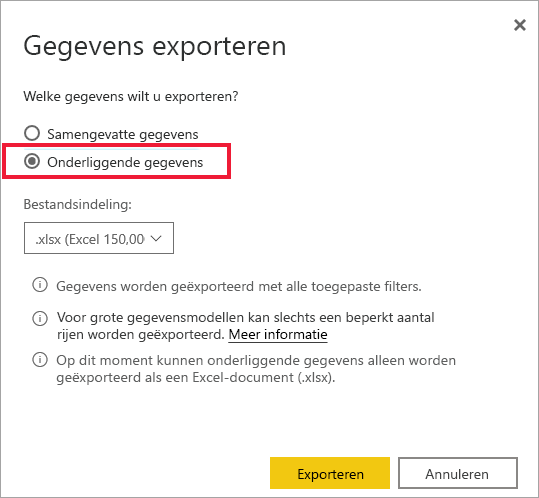 Gegevens exporteren
Welke gegevens wilt u exporteren?
Samengevatte gegevens
Onderliggende gegevens
Bestandsindeling:
.xlsx (Excel 150,00
Gegevens worden geëxporteerd met alle toegepaste filters.
Voor grote gegevensmodellen kan slechts een beperkt aantal
rijen worden geëxporteerd. Meer informatie
Op dit moment kunnen onderliggende gegevens alleen worden
geëxporteerd als een Excel-document (.xlsx).
Exporteren
Annuleren